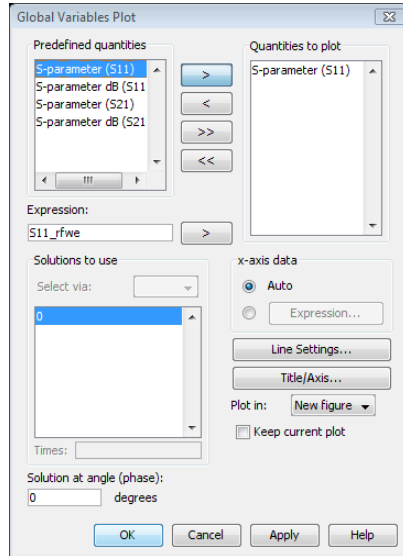 Global Variables Plot
Predefined quantities
S-parameter (S11)
S-parameter dB (S11
S-parameter (S21)
S-parameter dB (S21
>
<
>>
<<
Quantities to plot
S-parameter (S11)
Expression:
S11_rfwe
>
Solutions to use
Select via:
0
Times:
x-axis data
Auto
Expression...
Line Settings...
Title/Axis...
Plot in: New figure
Keep current plot
Solution at angle (phase):
0 degrees
OK Cancel Apply Help